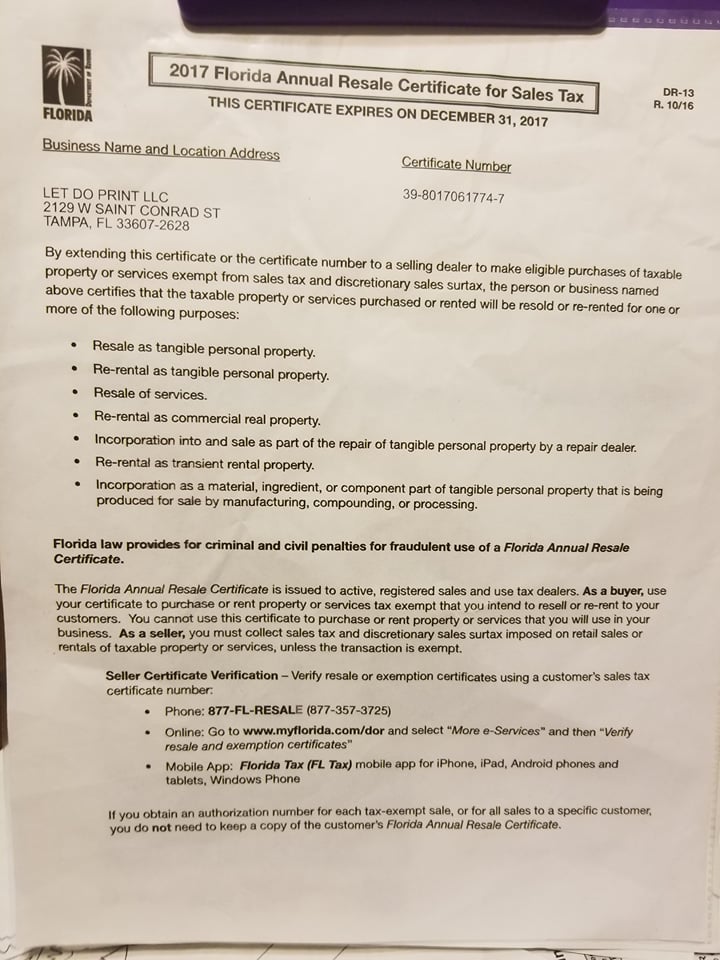 2017 Florida Annual Resale Certificate for Sales Tax
THIS CERTIFICATE EXPIRES ON DECEMBER 31, 2017
DR-13
R. 10/16
FLORIDA
Business Name and Location Address
Certificate Number
LET DO PRINT LLC
2129 W SAINT CONRAD ST
TAMPA, FL 33607-2628
39-8017061774-7
By extending this certificate or the certificate number to a selling dealer to make eligible purchases of taxable
property or services exempt from sales tax and discretionary sales surtax, the person or business named
above certifies that the taxable property or services purchased or rented will be resold or re-rented for one or
more of the following purposes:
• Resale as tangible personal property.
• Re-rental as tangible personal property.
• Resale of services.
• Re-rental as commercial real property.
• Incorporation into and sale as part of the repair of tangible personal property by a repair dealer.
• Re-rental as transient rental property.
• Incorporation as a material, ingredient, or component part of tangible personal property that is being
produced for sale by manufacturing, compounding, or processing.
Florida law provides for criminal and civil penalties for fraudulent use of a Florida Annual Resale
Certificate.
The Florida Annual Resale Certificate is issued to active, registered sales and use tax dealers. As a buyer, use
your certificate to purchase or rent property or services tax exempt that you intend to resell or re-rent to your
customers. You cannot use this certificate to purchase or rent property or services that you will use in your
business. As a seller, you must collect sales tax and discretionary sales surtax imposed on retail sales or
rentals of taxable property or services, unless the transaction is exempt.
Seller Certificate Verification – Verify resale or exemption certificates using a customer's sales tax
certificate number:
• Phone: 877-FL-RESALE (877-357-3725)
• Online: Go to www.myflorida.com/dor and select "More e-Services" and then "Verify
resale and exemption certificates"
• Mobile App: Florida Tax (FL Tax) mobile app for iPhone, iPad, Android phones and
tablets, Windows Phone
If you obtain an authorization number for each tax-exempt sale, or for all sales to a specific customer,
you do not need to keep a copy of the customer's Florida Annual Resale Certificate.